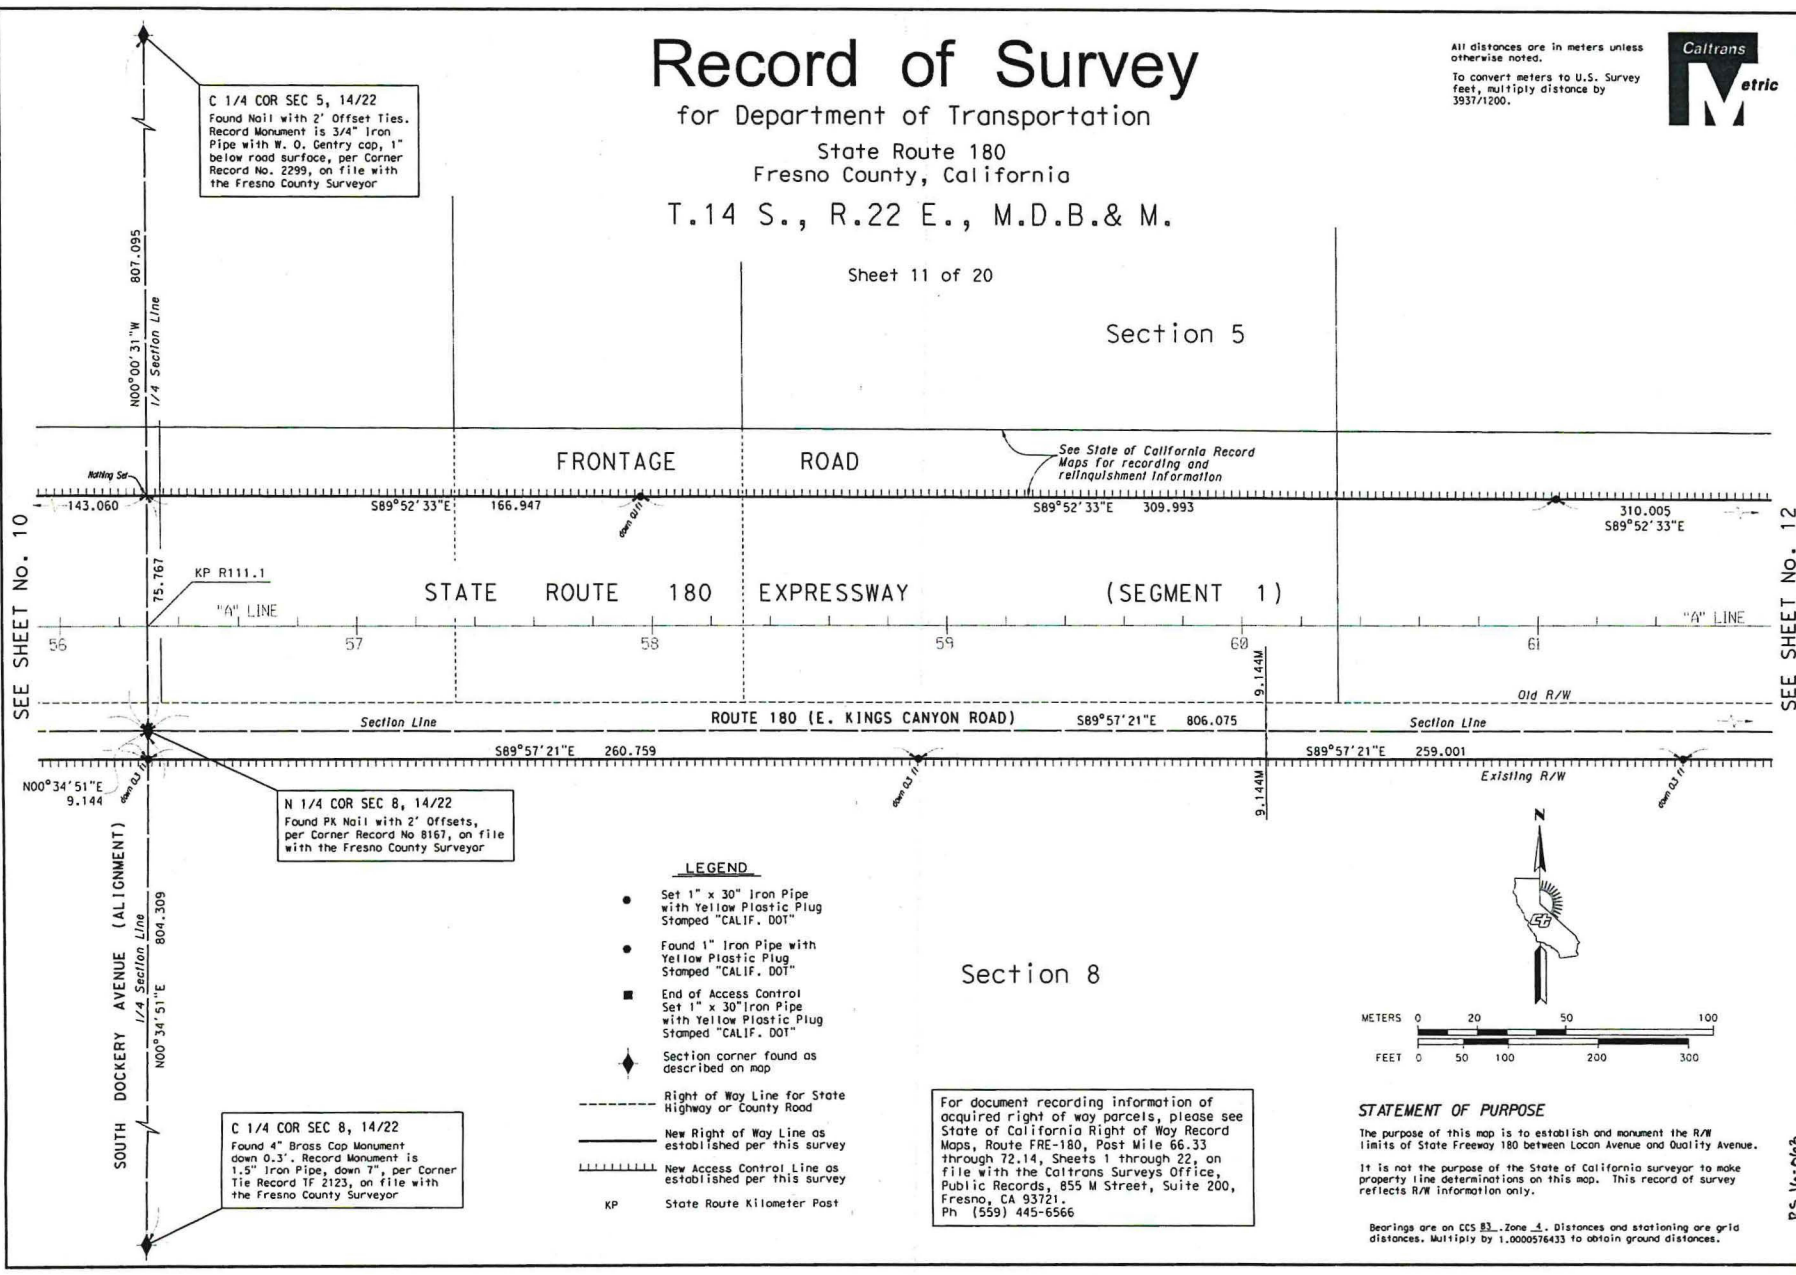 Record of Survey
for Department of Transportation
State Route 180
Fresno County, California
T.14 S., R.22 E., M.D.B.& M.
Sheet 11 of 20
All distances are in meters unless
otherwise noted.
To convert meters to U.S. Survey
feet, multiply distance by
3937/1200.
Caltrans
Metric
C 1/4 COR SEC 5, 14/22
Found Nail with 2' Offset Ties.
Record Monument is 3/4" Iron
Pipe with W. O. Gentry cap, 1"
below road surface, per Corner
Record No. 2299, on file with
the Fresno County Surveyor
807.095
N00°00'31"W
1/4 Section Line
Section 5
FRONTAGE ROAD
See State of California Record
Maps for recording and
relinquishment information
Nothing Set
143.060
S89°52'33"E 166.947
down 0.1 ft
S89°52'33"E 309.993
310.005
S89°52'33"E
SEE SHEET No. 10
SEE SHEET No. 12
75.767
KP R111.1
STATE ROUTE 180 EXPRESSWAY (SEGMENT 1)
"A" LINE
"A" LINE
56 57 58 59 60 61
9.144M
Old R/W
Section Line
ROUTE 180 (E. KINGS CANYON ROAD)
S89°57'21"E 806.075
Section Line
S89°57'21"E 260.759
S89°57'21"E 259.001
Existing R/W
N00°34'51"E
9.144
down 0.3 ft
down 0.3 ft
9.144M
down 0.3 ft
N 1/4 COR SEC 8, 14/22
Found PK Nail with 2' Offsets,
per Corner Record No 8167, on file
with the Fresno County Surveyor
SOUTH DOCKERY AVENUE (ALIGNMENT)
1/4 Section Line
N00°34'51"E 804.309
C 1/4 COR SEC 8, 14/22
Found 4" Brass Cap Monument
down 0.3'. Record Monument is
1.5" Iron Pipe, down 7", per Corner
Tie Record TF 2123, on file with
the Fresno County Surveyor
LEGEND
Set 1" x 30" Iron Pipe
with Yellow Plastic Plug
Stamped "CALIF. DOT"
Found 1" Iron Pipe with
Yellow Plastic Plug
Stamped "CALIF. DOT"
End of Access Control
Set 1" x 30"Iron Pipe
with Yellow Plastic Plug
Stamped "CALIF. DOT"
Section corner found as
described on map
Right of Way Line for State
Highway or County Road
New Right of Way Line as
established per this survey
New Access Control Line as
established per this survey
KP State Route Kilometer Post
Section 8
For document recording information of
acquired right of way parcels, please see
State of California Right of Way Record
Maps, Route FRE-180, Post Mile 66.33
through 72.14, Sheets 1 through 22, on
file with the Caltrans Surveys Office,
Public Records, 855 M Street, Suite 200,
Fresno, CA 93721.
Ph (559) 445-6566
N
ct
METERS 0 20 50 100
FEET 0 50 100 200 300
STATEMENT OF PURPOSE
The purpose of this map is to establish and monument the R/W
limits of State Freeway 180 between Locan Avenue and Quality Avenue.
It is not the purpose of the State of California surveyor to make
property line determinations on this map. This record of survey
reflects R/W information only.
Bearings are on CCS 83 .Zone 4 . Distances and stationing are grid
distances. Multiply by 1.0000576433 to obtain ground distances.